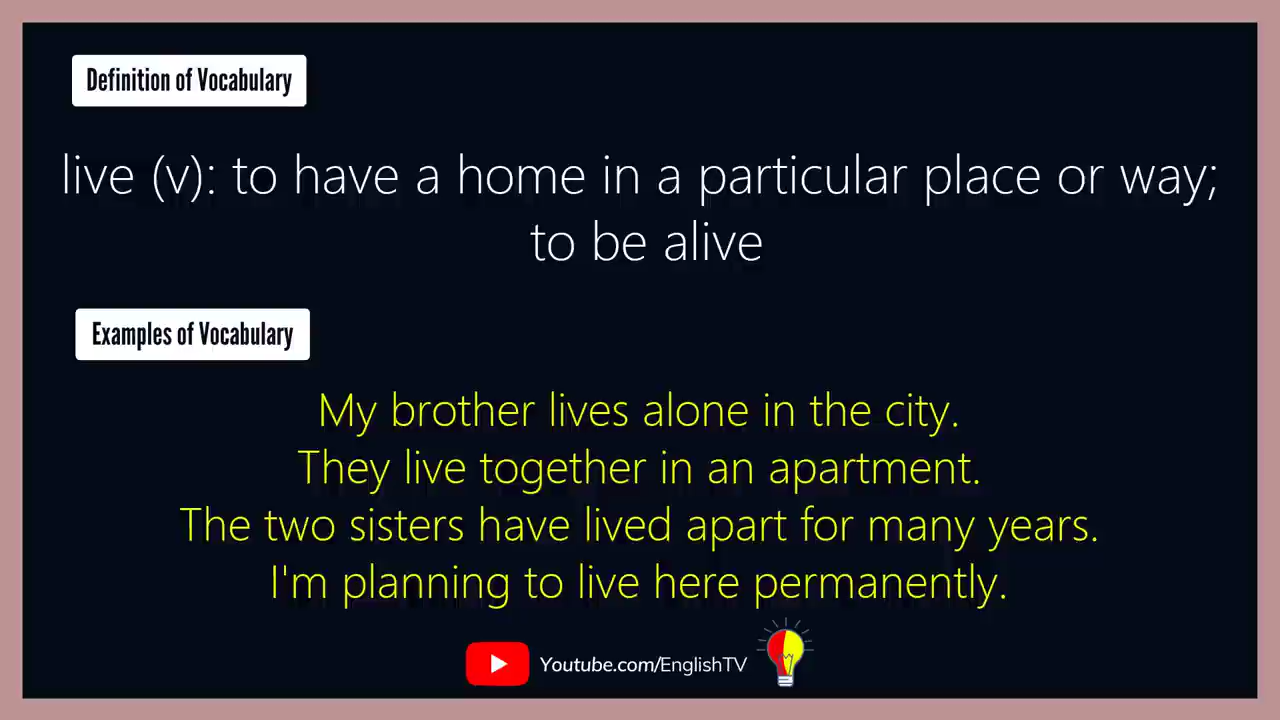 Definition of Vocabulary
live (v): to have a home in a particular place or way;
to be alive
Examples of Vocabulary
My brother lives alone in the city.
They live together in an apartment.
The two sisters have lived apart for many years.
I'm planning to live here permanently.
Youtube.com/EnglishTV